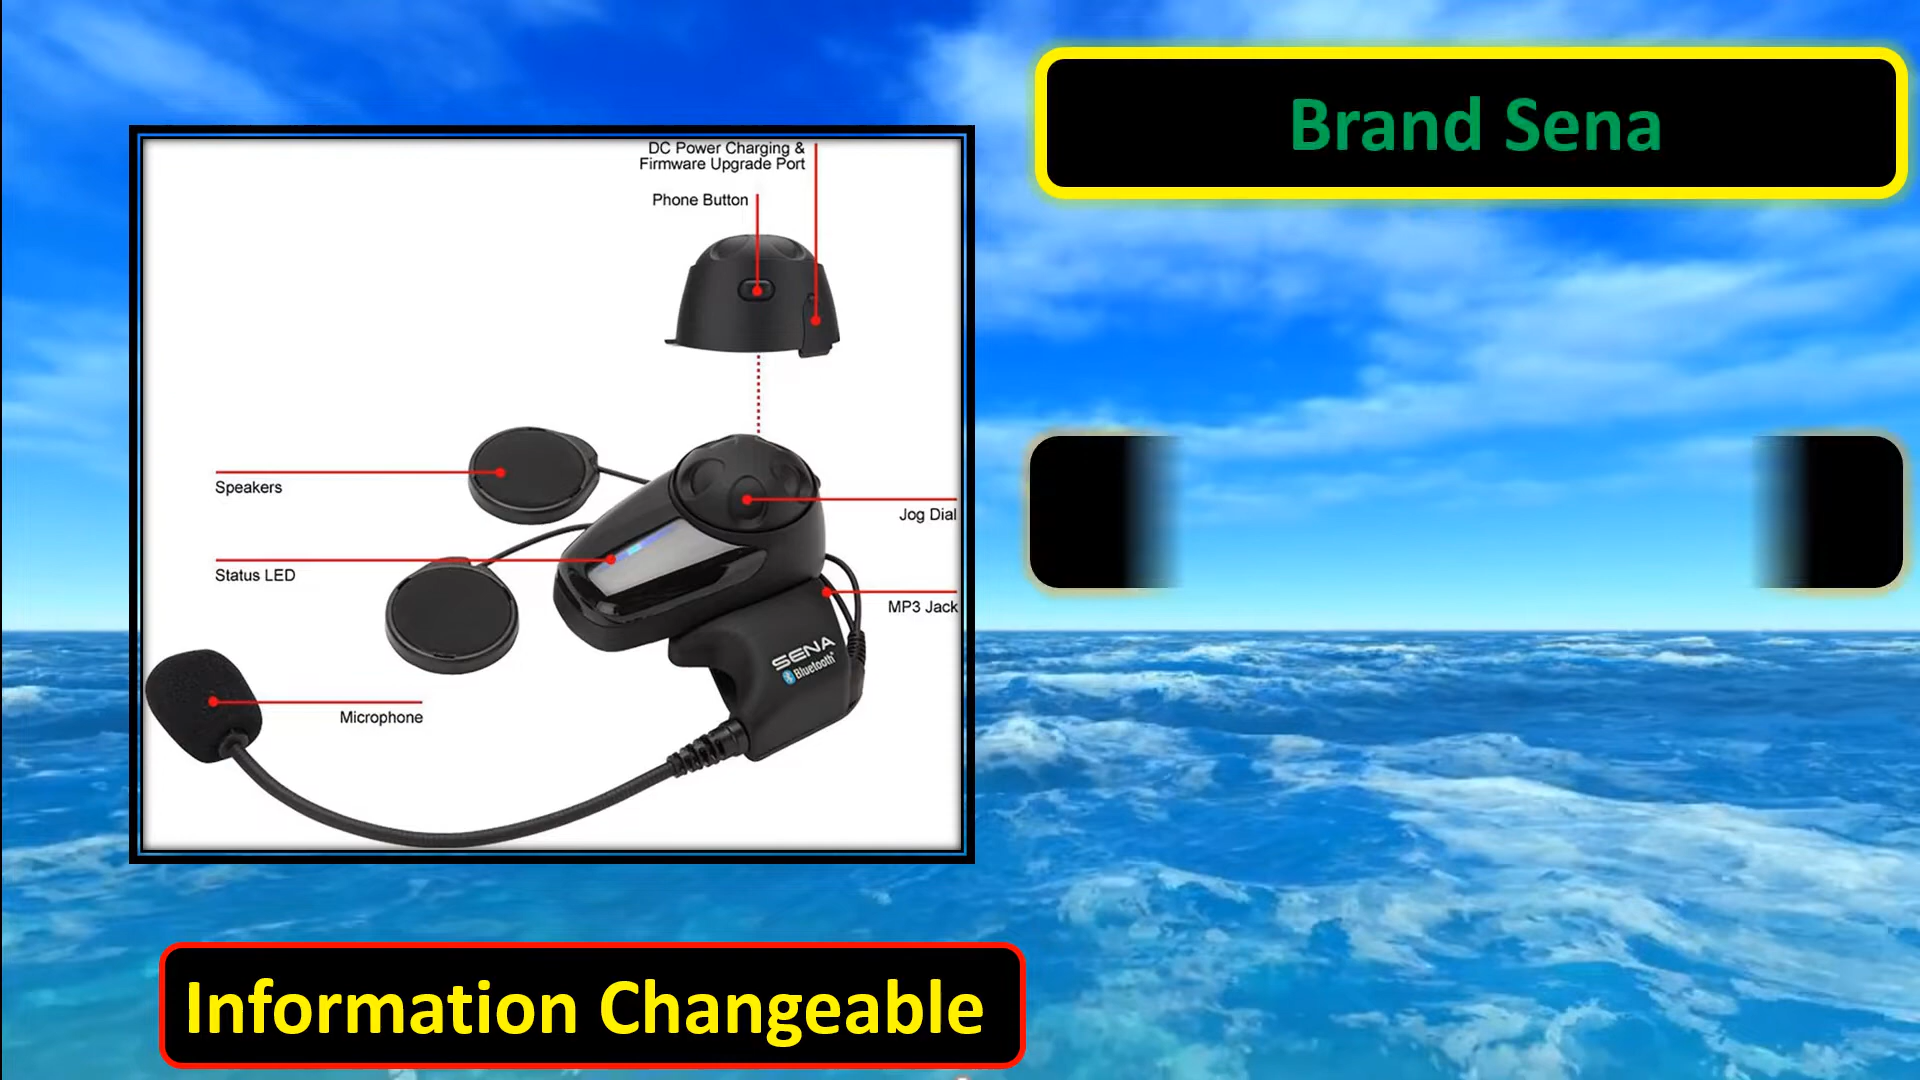 Brand Sena
DC Power Charging &
Firmware Upgrade Port
Phone Button
Speakers
Jog Dial
Status LED
MP3 Jack
SENA
Bluetooth
Microphone
Information Changeable